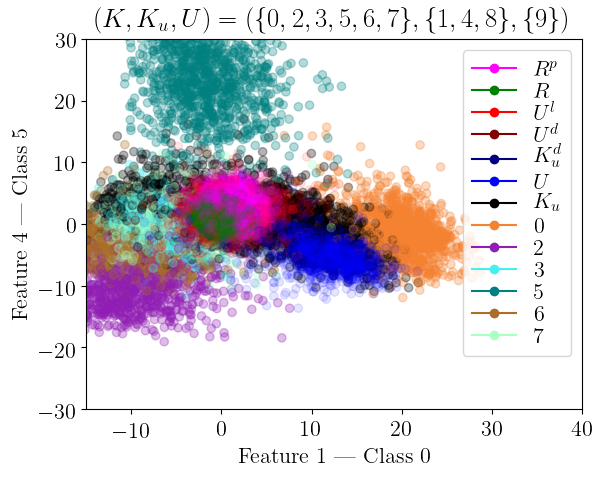 (K, K_u, U) = ({0, 2, 3, 5, 6, 7}, {1, 4, 8}, {9})
30
20
10
0
−10
−20
−30
Feature 4 — Class 5
−10
0
10
20
30
40
Feature 1 — Class 0
R^p
R
U^l
U^d
K_u^d
U
K_u
0
2
3
5
6
7